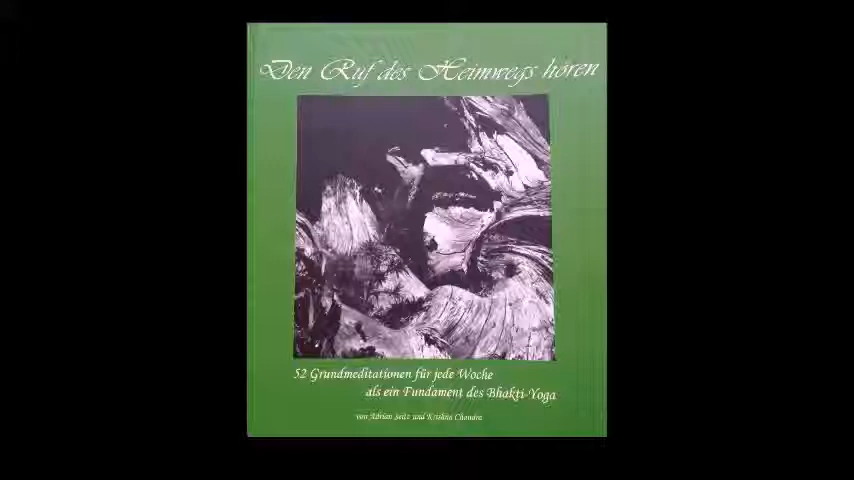 Den Ruf des Heimwegs hören
52 Grundmeditationen für jede Woche
als ein Fundament des Bhakti-Yoga
von Adrian Seitz und Krishna Chandra